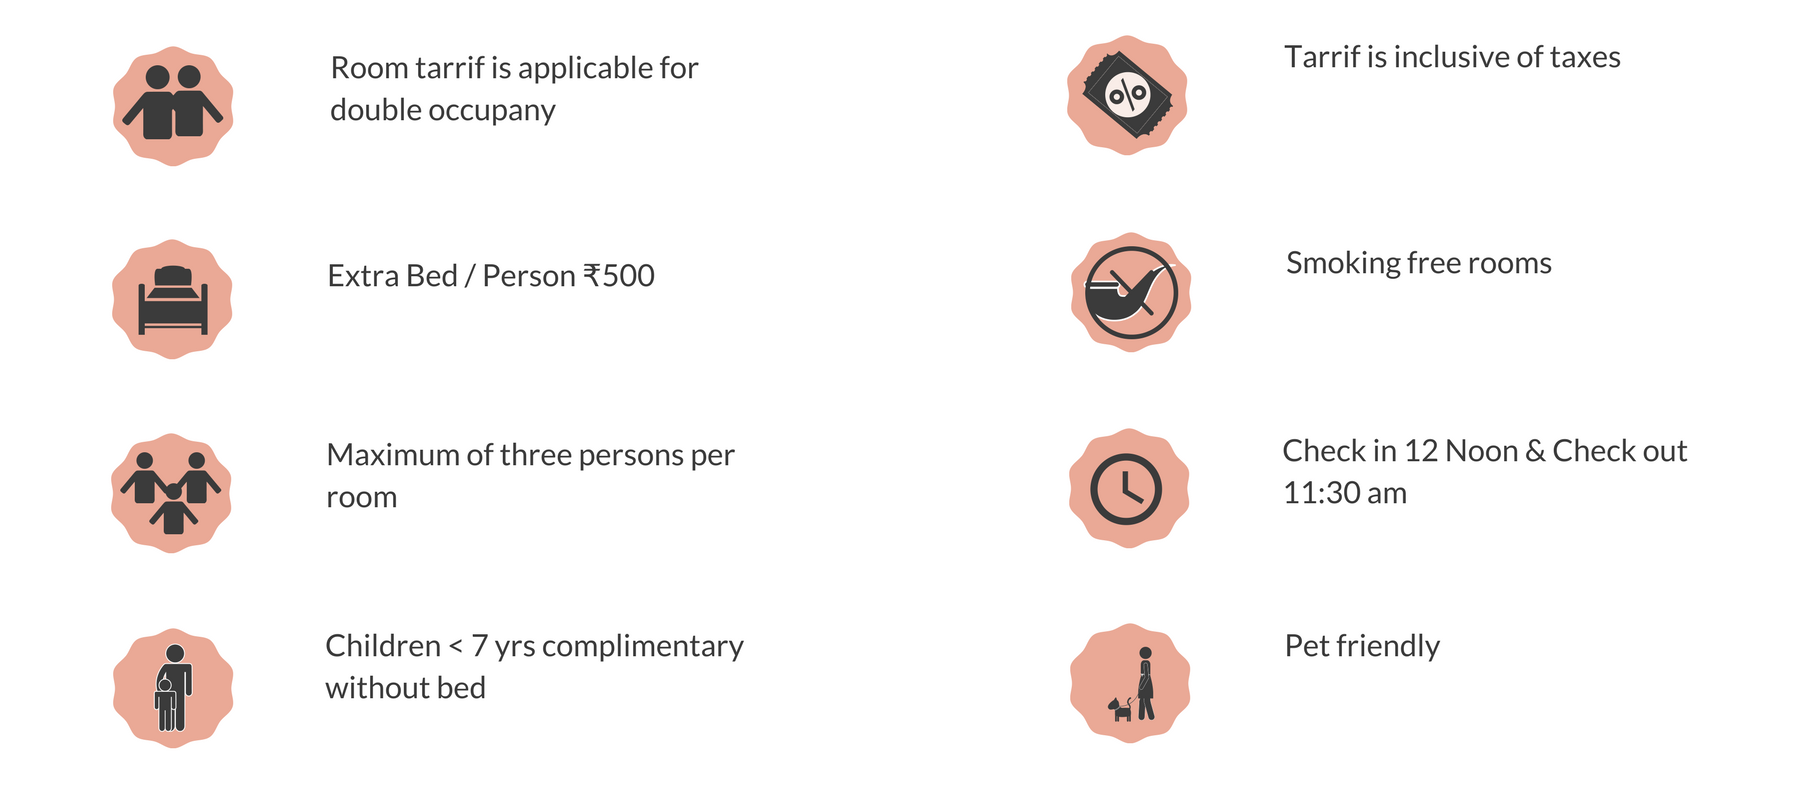 Room tarrif is applicable for
double occupany
Extra Bed / Person ₹500
Maximum of three persons per
room
Children < 7 yrs complimentary
without bed
Tarrif is inclusive of taxes
%
Smoking free rooms
Check in 12 Noon & Check out
11:30 am
Pet friendly